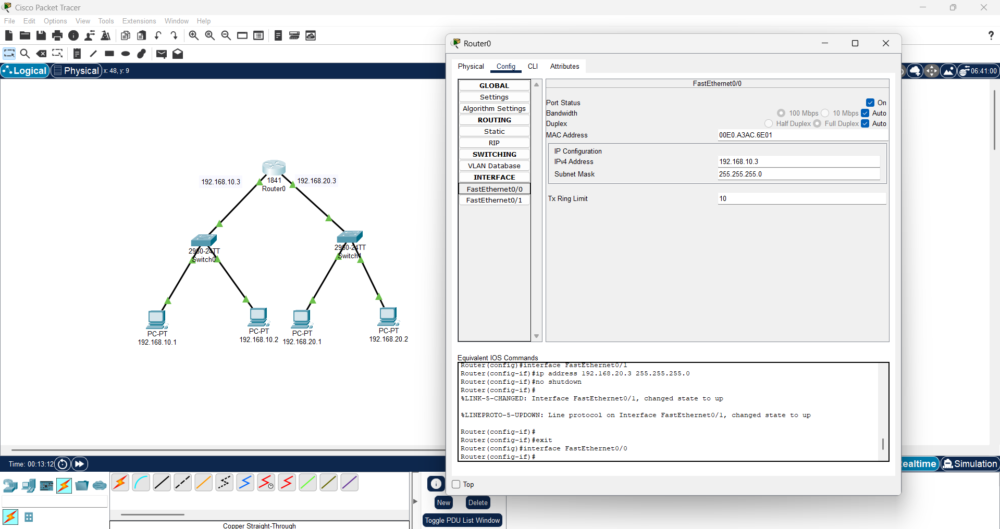 Cisco Packet Tracer
File Edit Options View Tools Extensions Window Help
Logical Physical x: 48, y: 9
06:41:00
192.168.10.3
1841
Router0
192.168.20.3
2960-24TT
Switch0
2960-24TT
Switch1
PC-PT
192.168.10.1
PC-PT
192.168.10.2
PC-PT
192.168.20.1
PC-PT
192.168.20.2
Router0
Physical Config CLI Attributes
GLOBAL
Settings
Algorithm Settings
ROUTING
Static
RIP
SWITCHING
VLAN Database
INTERFACE
FastEthernet0/0
FastEthernet0/1
FastEthernet0/0
Port Status On
Bandwidth 100 Mbps 10 Mbps Auto
Duplex Half Duplex Full Duplex Auto
MAC Address 00E0.A3AC.6E01
IP Configuration
IPv4 Address 192.168.10.3
Subnet Mask 255.255.255.0
Tx Ring Limit 10
Equivalent IOS Commands
Router(config)#interface FastEthernet0/1
Router(config-if)#ip address 192.168.20.3 255.255.255.0
Router(config-if)#no shutdown
Router(config-if)#
%LINK-5-CHANGED: Interface FastEthernet0/1, changed state to up
%LINEPROTO-5-UPDOWN: Line protocol on Interface FastEthernet0/1, changed state to up
Router(config-if)#
Router(config-if)#exit
Router(config)#interface FastEthernet0/0
Router(config-if)#
Top
Time: 00:13:12
ealtime Simulation
New Delete
Toggle PDU List Window
Copper Straight-Through